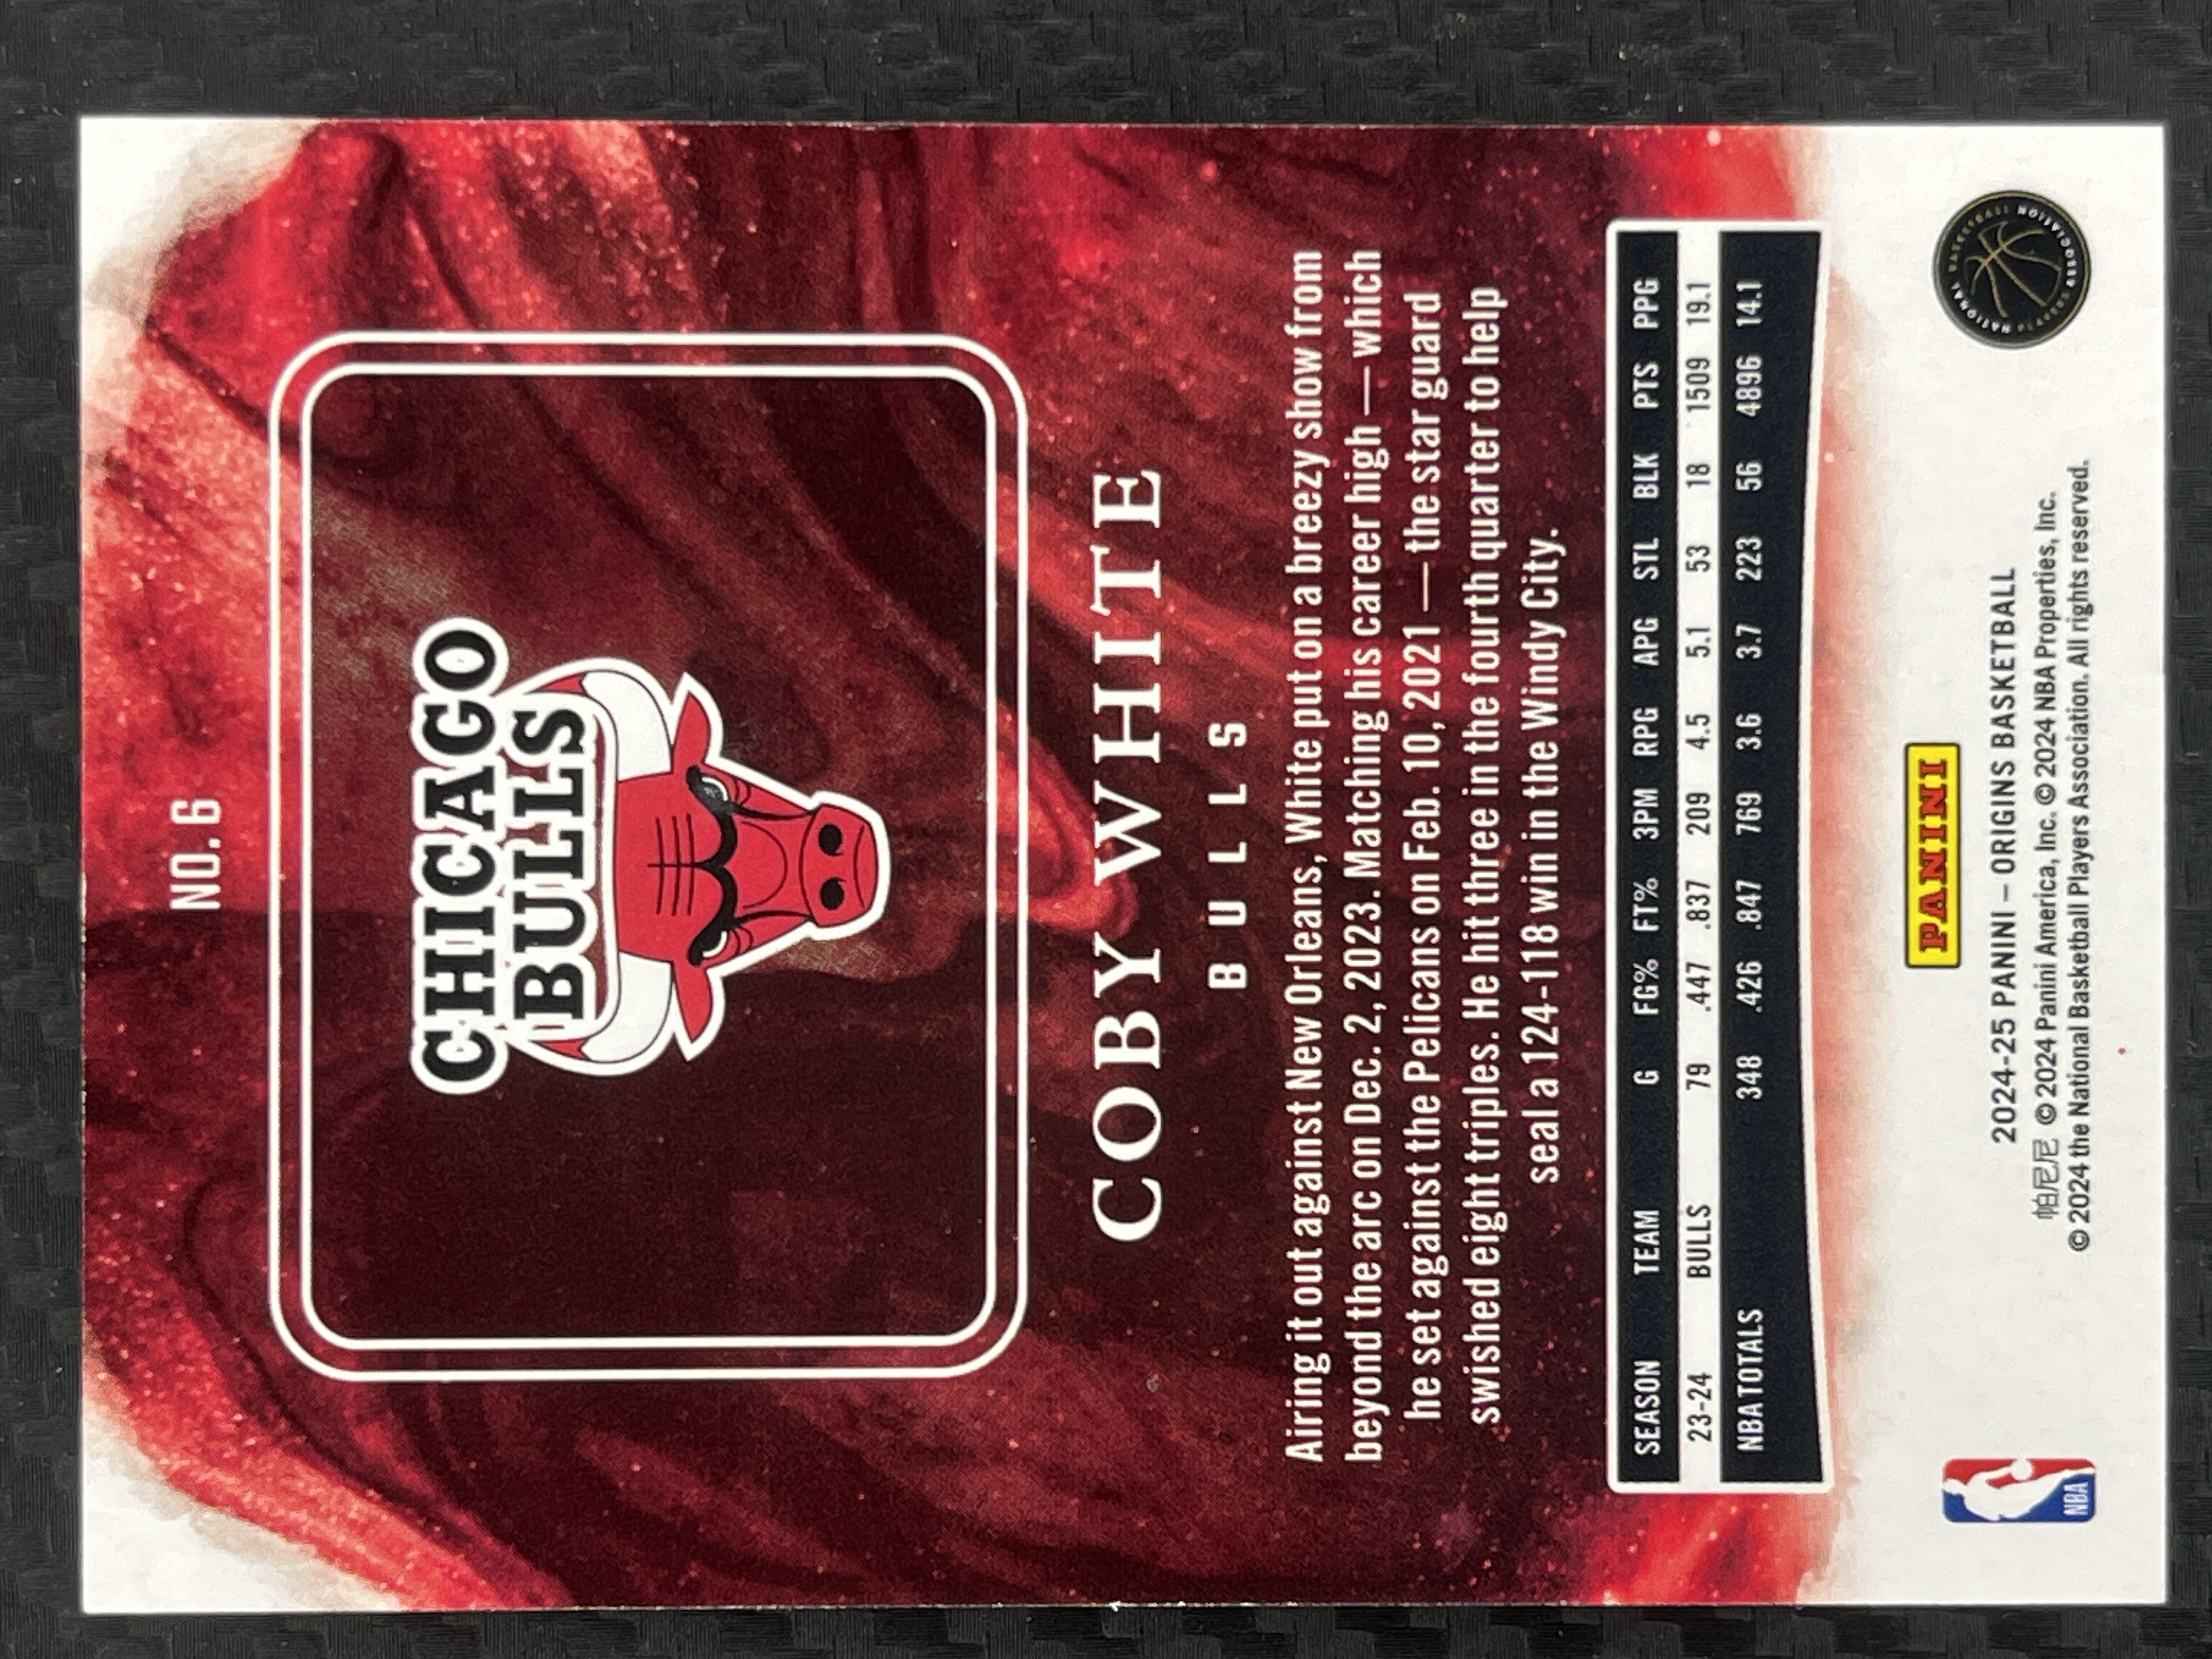 NO. 6
CHICAGO
BULLS
COBY WHITE
BULLS
Airing it out against New Orleans, White put on a breezy show from
beyond the arc on Dec. 2, 2023. Matching his career high — which
he set against the Pelicans on Feb. 10, 2021 — the star guard
swished eight triples. He hit three in the fourth quarter to help
seal a 124-118 win in the Windy City.
SEASON TEAM G FG% FT% 3PM RPG APG STL BLK PTS PPG
23-24 BULLS 79 .447 .837 209 4.5 5.1 53 18 1509 19.1
NBA TOTALS 348 .426 .847 769 3.6 3.7 223 56 4896 14.1
PANINI
2024-25 PANINI – ORIGINS BASKETBALL
帕尼尼 © 2024 Panini America, Inc. © 2024 NBA Properties, Inc.
© 2024 the National Basketball Players Association. All rights reserved.
NBA
NATIONAL BASKETBALL